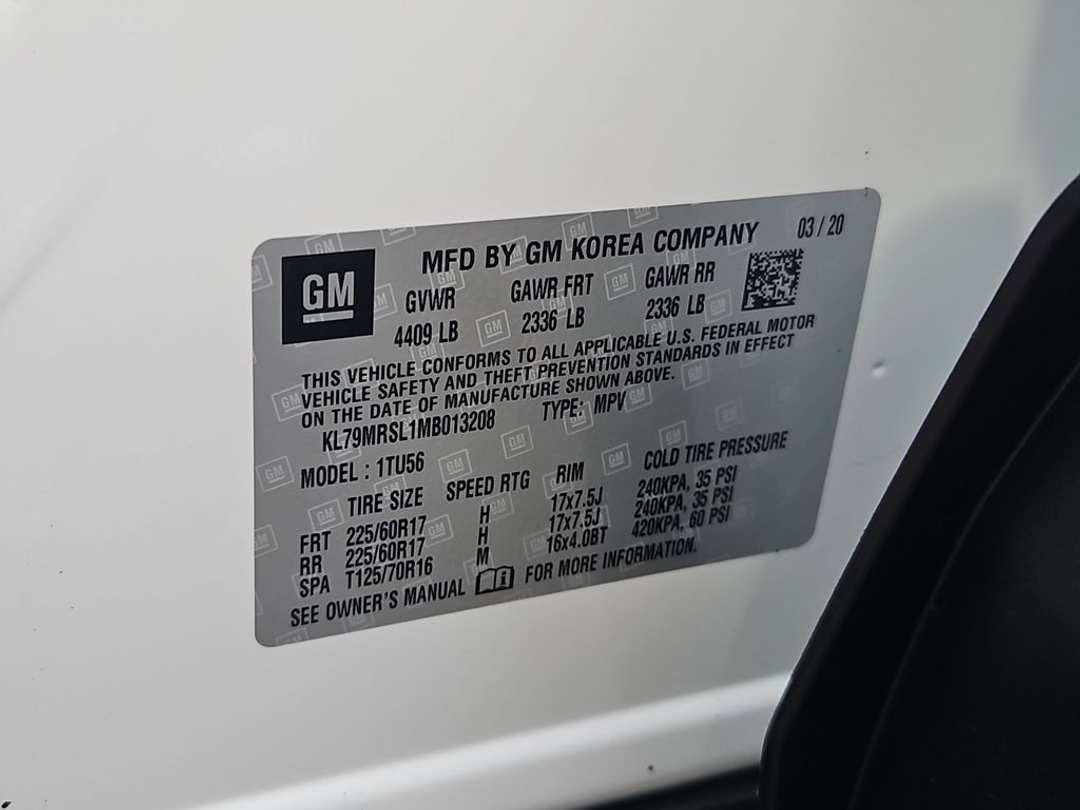 GM
MFD BY GM KOREA COMPANY 03 / 20
GVWR GAWR FRT GAWR RR
4409 LB 2336 LB 2336 LB
THIS VEHICLE CONFORMS TO ALL APPLICABLE U.S. FEDERAL MOTOR
VEHICLE SAFETY AND THEFT PREVENTION STANDARDS IN EFFECT
ON THE DATE OF MANUFACTURE SHOWN ABOVE.
KL79MRSL1MB013208 TYPE: MPV
MODEL : 1TU56
TIRE SIZE SPEED RTG RIM COLD TIRE PRESSURE
FRT 225/60R17 H 17x7.5J 240KPA, 35 PSI
RR 225/60R17 H 17x7.5J 240KPA, 35 PSI
SPA T125/70R16 M 16x4.0BT 420KPA, 60 PSI
SEE OWNER'S MANUAL FOR MORE INFORMATION.